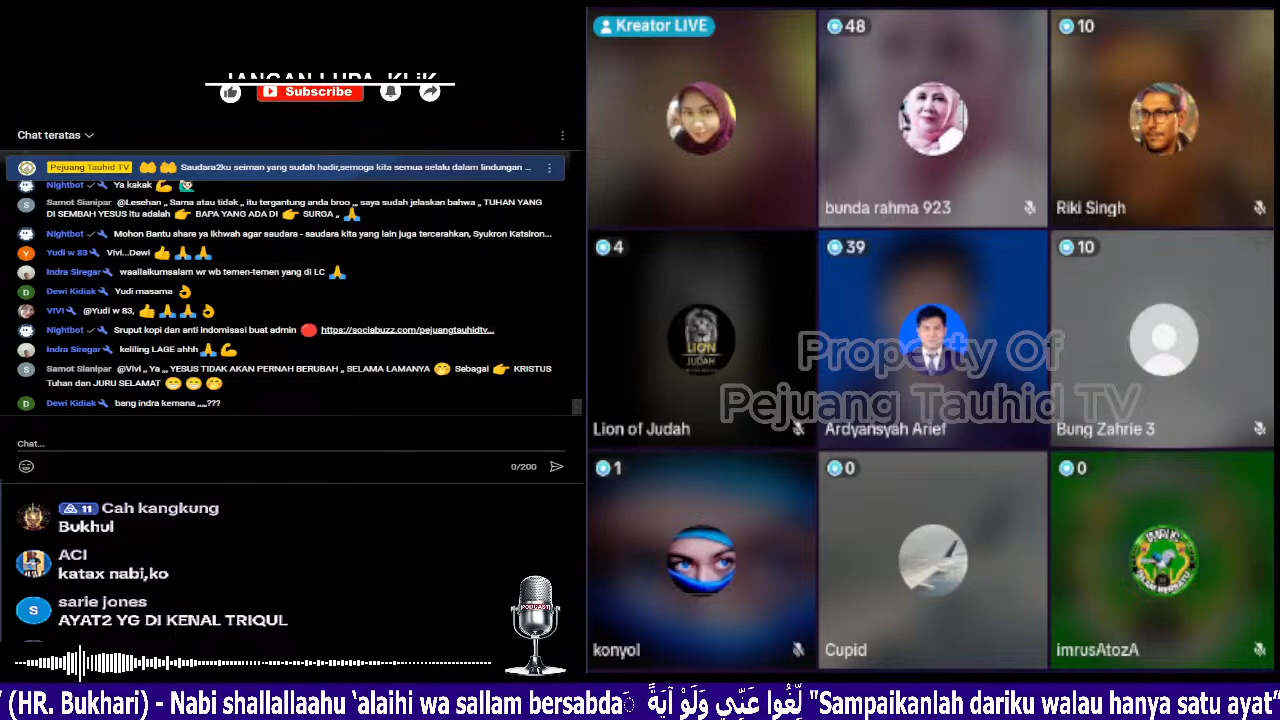 JANGAN LUPA KLiK
Subscribe
Chat teratas
Pejuang Tauhid TV 🤲 🤲 Saudara2ku seiman yang sudah hadir,semoga kita semua selalu dalam lindungan ...
Nightbot Ya kakak 💪 🙋🏻‍♂️
Samot Sianipar @Lesehan ,, Sama atau tidak ,, itu tergantung anda broo ,,, saya sudah jelaskan bahwa ,, TUHAN YANG
DI SEMBAH YESUS itu adalah 👉 BAPA YANG ADA DI 👉 SURGA ,, 🙏
Nightbot Mohon Bantu share ya Ikhwah agar saudara - saudara kita yang lain juga tercerahkan, Syukron KatsIron...
Yudi w 83 Vivi...Dewi 👍 🙏 🙏
Indra Siregar waallaikumsalam wr wb temen-temen yang di LC 🙏
Dewi Kidiak Yudi masama 👌
VIVI @Yudi w 83, 👍 🙏 🙏 👌
Nightbot Sruput kopi dan anti indomisasi buat admin 🔴 https://sociabuzz.com/pejuangtauhidtv...
Indra Siregar keliling LAGE ahhh 🙏 💪
Samot Sianipar @Vivi ,, Ya ,,, YESUS TIDAK AKAN PERNAH BERUBAH ,, SELAMA LAMANYA 🤭 Sebagai 👉 KRISTUS
Tuhan dan JURU SELAMAT 😁 😁 🤭
Dewi Kidiak bang indra kemana ,,,,,???
Chat...
0/200
11 Cah kangkung
Bukhul
ACI
katax nabi,ko
S
sarie jones
AYAT2 YG DI KENAL TRIQUL
PODCAST
Kreator LIVE
48
bunda rahma 923
10
Riki Singh
4
LION
JUDAH
Lion of Judah
39
Ardyansyah Arief
10
Bung Zahrie 3
Property Of
Pejuang Tauhid TV
1
konyol
0
Cupid
0
imrusAtozA
(HR. Bukhari) - Nabi shallallaahu ‘alaihi wa sallam bersabda َ لِّغُوا عَنِّي وَلَوْ آيَةً "Sampaikanlah dariku walau hanya satu ayat"